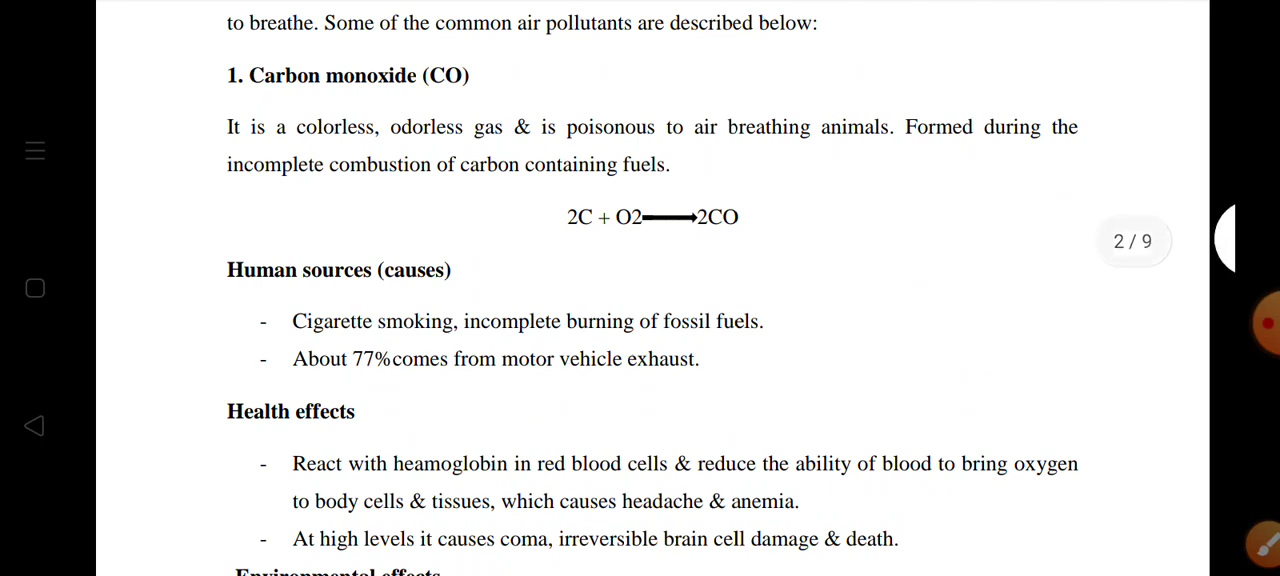 to breathe. Some of the common air pollutants are described below:
1. Carbon monoxide (CO)
It is a colorless, odorless gas & is poisonous to air breathing animals. Formed during the
incomplete combustion of carbon containing fuels.
2C + O2⟶2CO
2 / 9
Human sources (causes)
- Cigarette smoking, incomplete burning of fossil fuels.
- About 77%comes from motor vehicle exhaust.
Health effects
- React with heamoglobin in red blood cells & reduce the ability of blood to bring oxygen
to body cells & tissues, which causes headache & anemia.
- At high levels it causes coma, irreversible brain cell damage & death.
Environmental effects